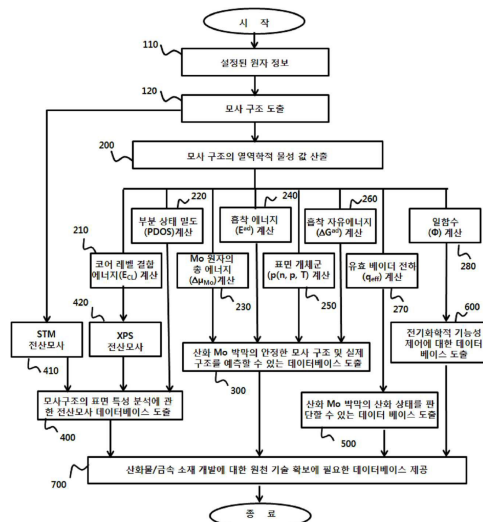 시 작
110
설정된 원자 정보
120
모사 구조 도출
200
모사 구조의 열역학적 물성 값 산출
210
코어 레벨 결합
에너지(ECL) 계산
220
부분 상태 밀도
(PDOS)계산
Mo 원자의
총 에너지
(ΔμMo)계산
230
240
흡착 에너지
(Ead) 계산
표면 개체군
(p(n, p, T) 계산
250
260
흡착 자유에너지
(ΔGad) 계산
유효 베이더 전하
(qeff) 계산
270
일함수
(Φ) 계산
280
STM
전산모사
410
420
XPS
전산모사
산화 Mo 박막의 안정한 모사 구조 및 실제
구조를 예측할 수 있는 데이터베이스 도출
300
600
전기화학적 기능성
제어에 대한 데이터
베이스 도출
모사구조의 표면 특성 분석에 관
한 전산모사 데이터베이스 도출
400
산화 Mo 박막의 산화 상태를 판
단할 수 있는 데이터 베이스 도출
500
산화물/금속 소재 개발에 대한 원천 기술 확보에 필요한 데이터베이스 제공
700
종 료